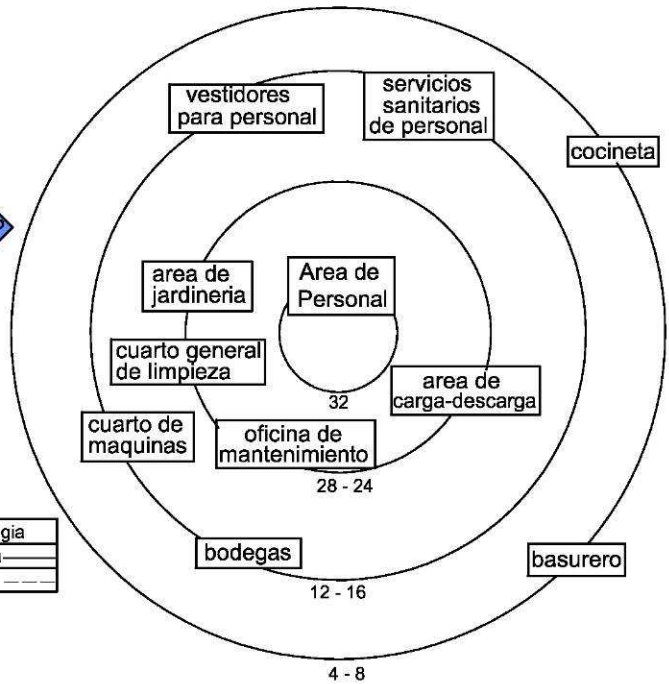 vestidores
para personal
servicios
sanitarios
de personal
cocineta
area de
jardineria
Area de
Personal
cuarto general
de limpieza
area de
carga-descarga
32
cuarto de
maquinas
oficina de
mantenimiento
28 - 24
bodegas
basurero
12 - 16
4 - 8